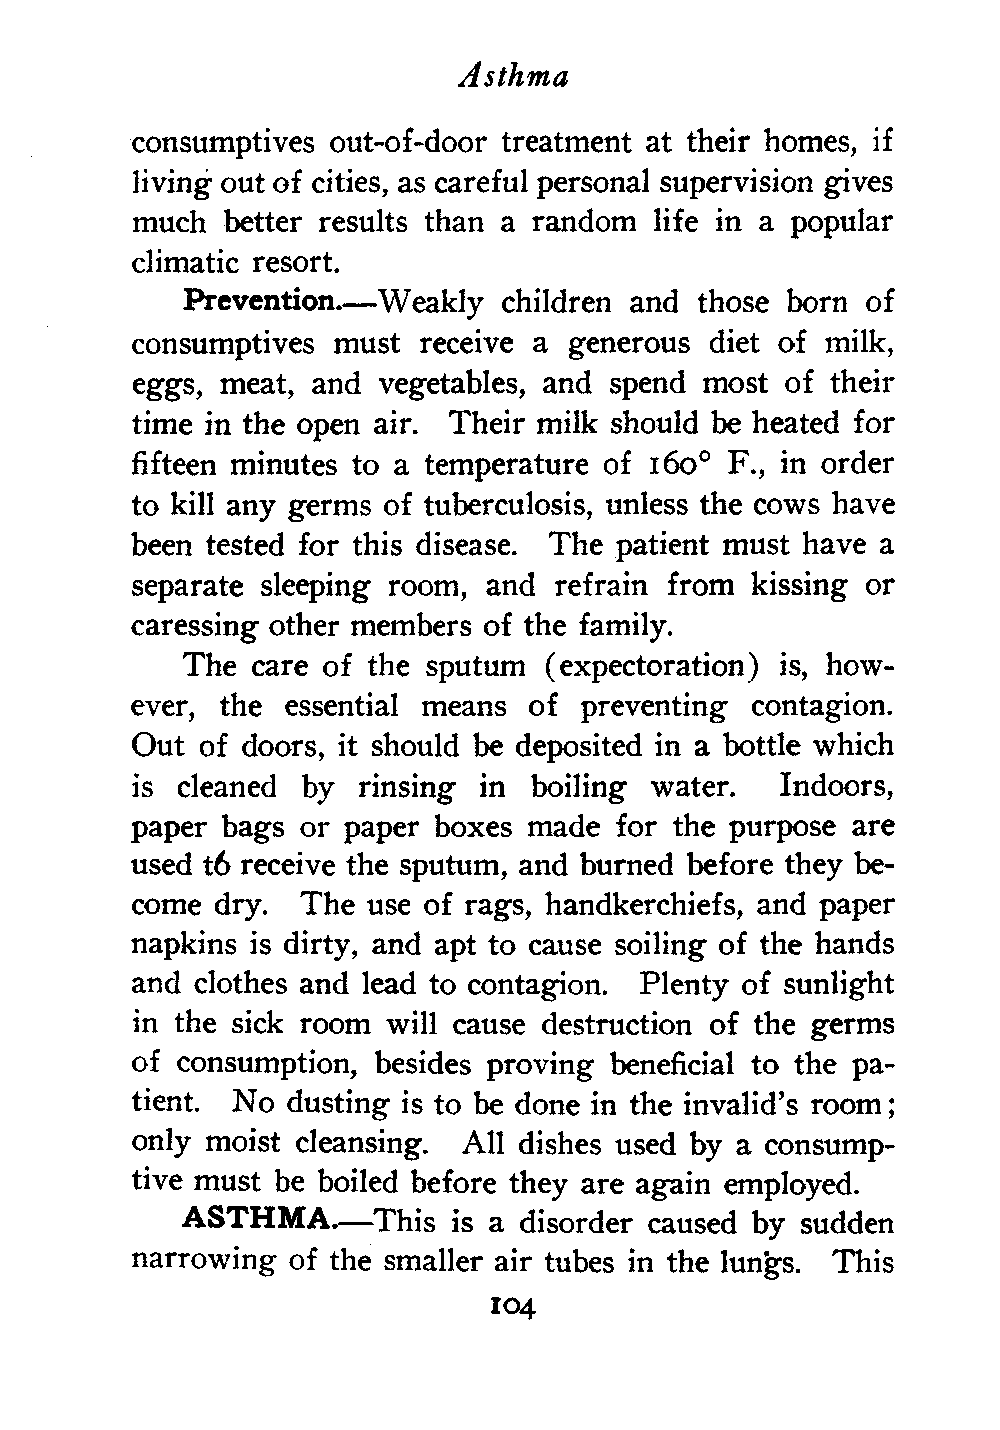 Asthma
consumptives out-of-door treatment at their homes, if
living out of cities, as careful personal supervision gives
much better results than a random life in a popular
climatic resort.
Prevention.—Weakly children and those born of
consumptives must receive a generous diet of milk,
eggs, meat, and vegetables, and spend most of their
time in the open air. Their milk should be heated for
fifteen minutes to a temperature of 160° F., in order
to kill any germs of tuberculosis, unless the cows have
been tested for this disease. The patient must have a
separate sleeping room, and refrain from kissing or
caressing other members of the family.
The care of the sputum (expectoration) is, how-
ever, the essential means of preventing contagion.
Out of doors, it should be deposited in a bottle which
is cleaned by rinsing in boiling water. Indoors,
paper bags or paper boxes made for the purpose are
used to receive the sputum, and burned before they be-
come dry. The use of rags, handkerchiefs, and paper
napkins is dirty, and apt to cause soiling of the hands
and clothes and lead to contagion. Plenty of sunlight
in the sick room will cause destruction of the germs
of consumption, besides proving beneficial to the pa-
tient. No dusting is to be done in the invalid's room;
only moist cleansing. All dishes used by a consump-
tive must be boiled before they are again employed.
ASTHMA.—This is a disorder caused by sudden
narrowing of the smaller air tubes in the lungs. This
104